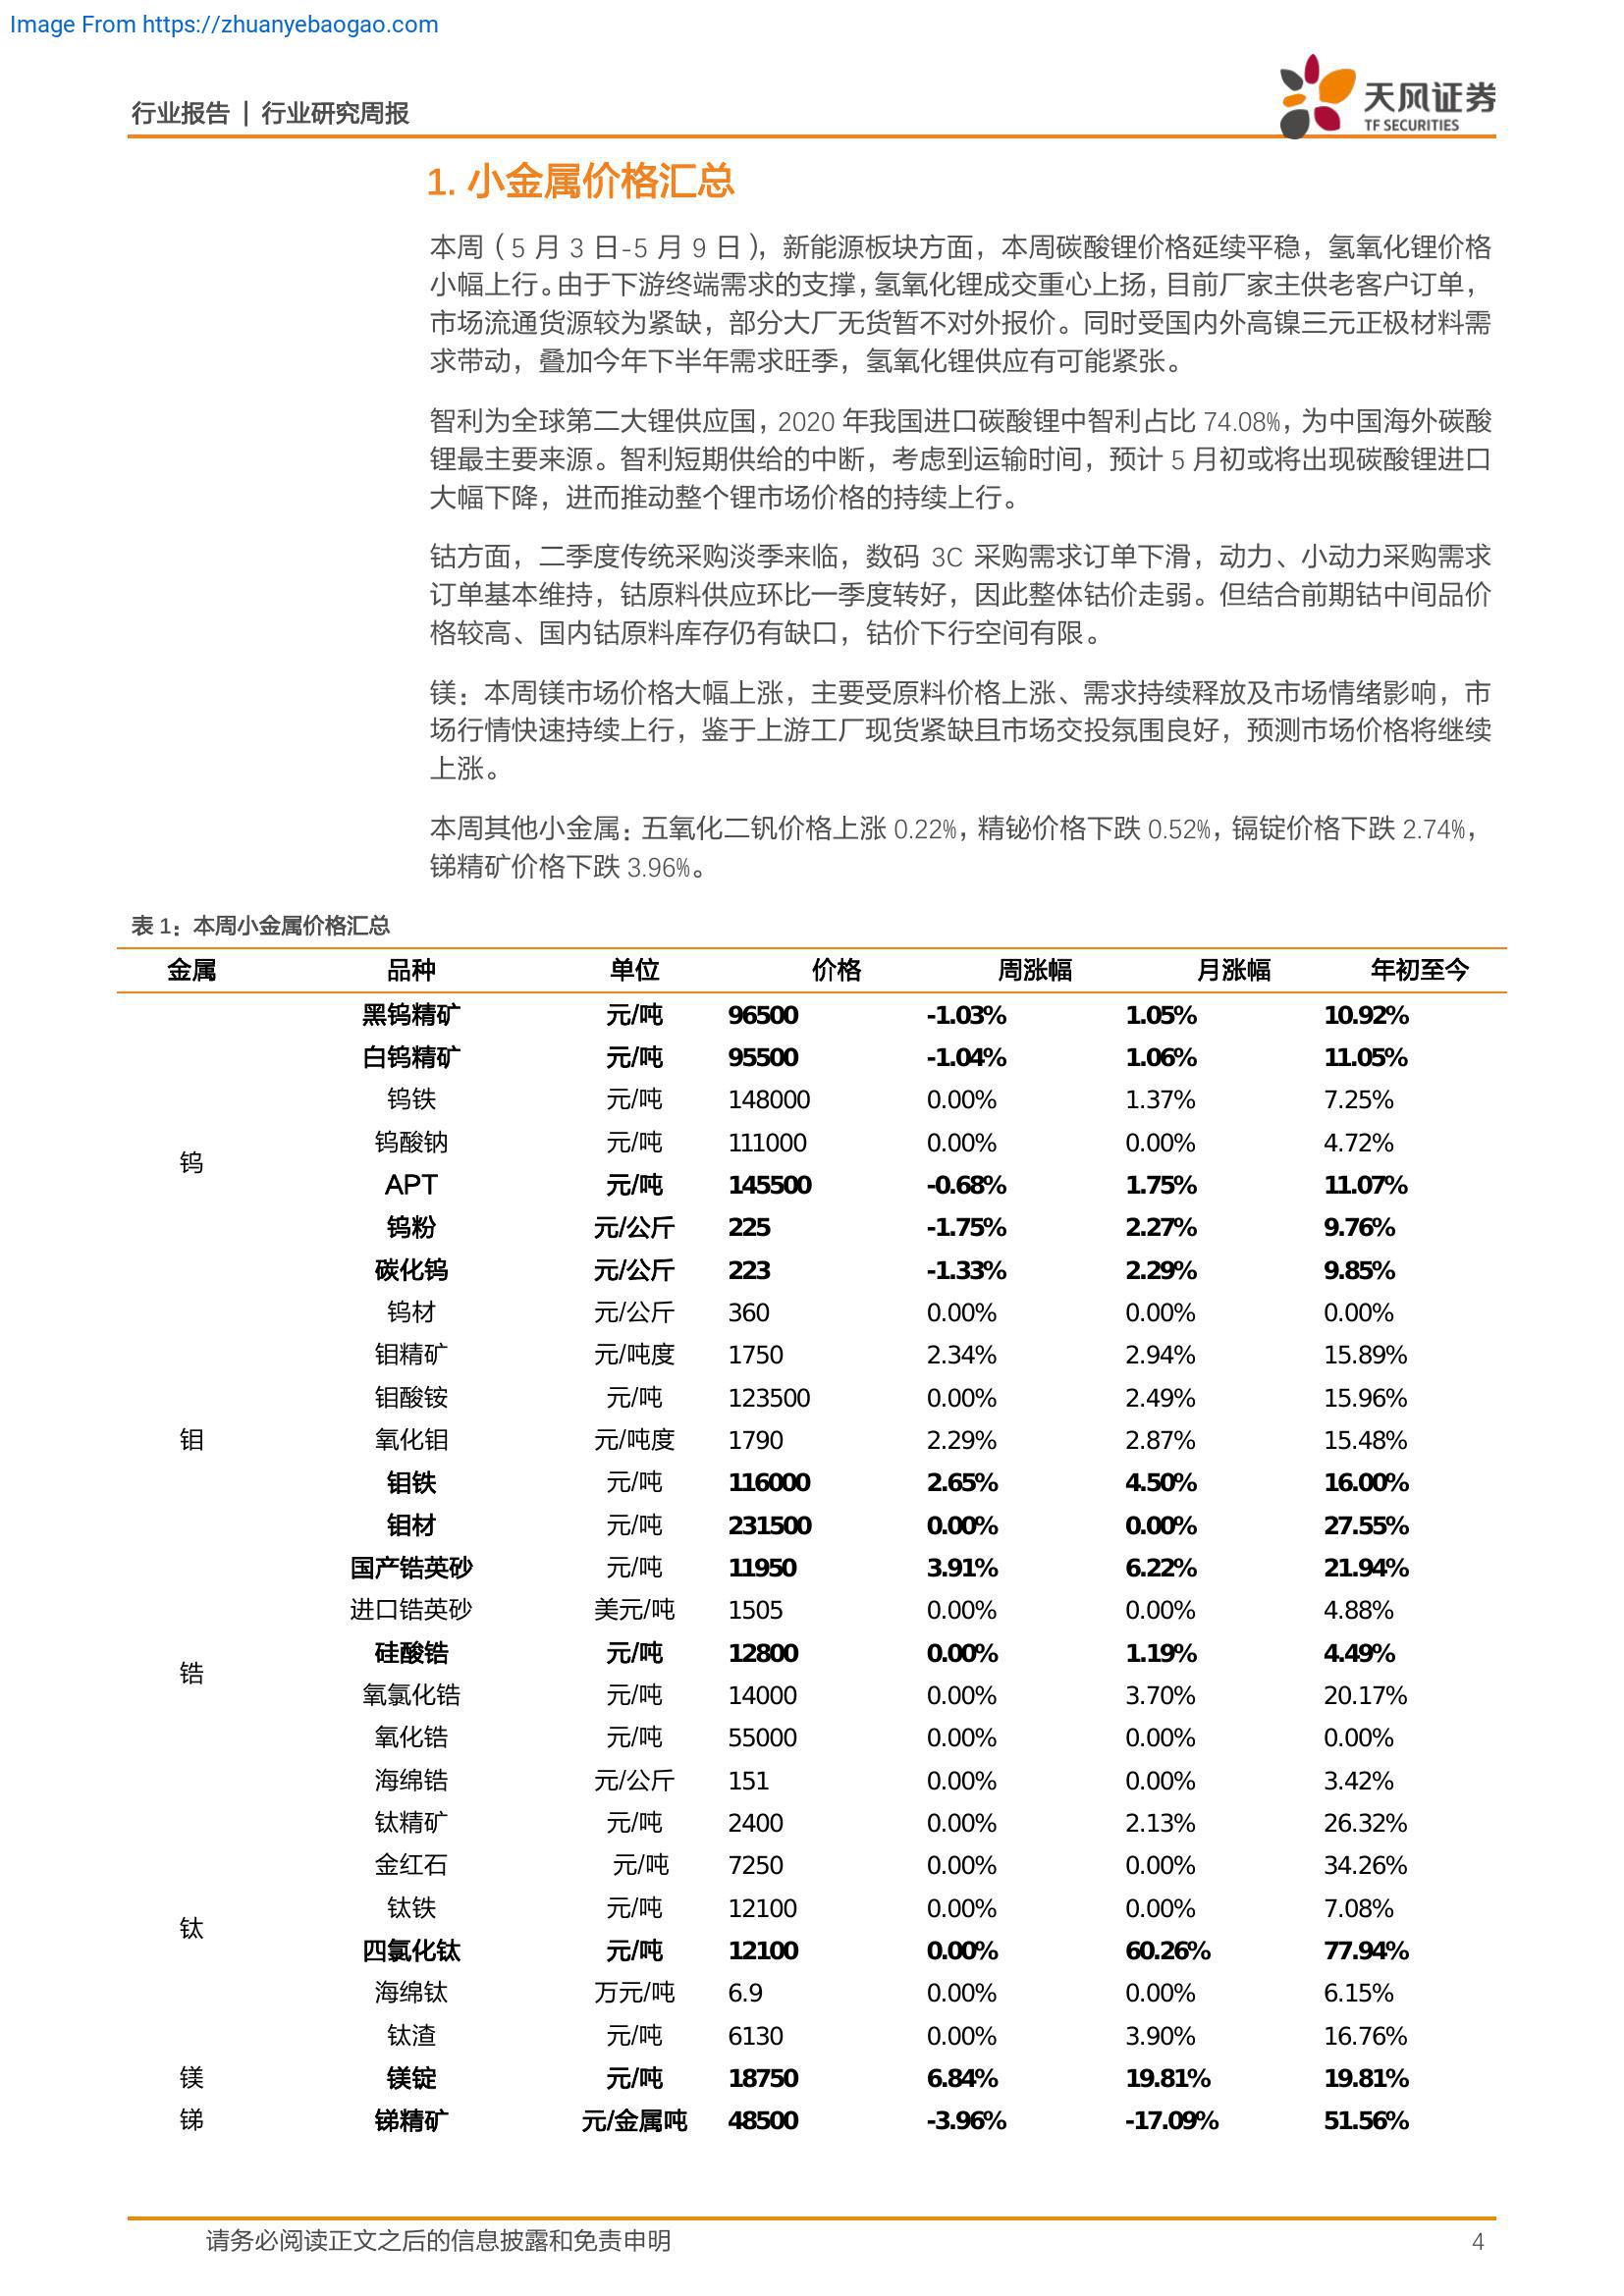 Image From https://zhuanyebaogao.com
行业报告 | 行业研究周报
天风证券
TF SECURITIES
1. 小金属价格汇总
本周（5 月 3 日-5 月 9 日），新能源板块方面，本周碳酸锂价格延续平稳，氢氧化锂价格
小幅上行。由于下游终端需求的支撑，氢氧化锂成交重心上扬，目前厂家主供老客户订单，
市场流通货源较为紧缺，部分大厂无货暂不对外报价。同时受国内外高镍三元正极材料需
求带动，叠加今年下半年需求旺季，氢氧化锂供应有可能紧张。
智利为全球第二大锂供应国，2020 年我国进口碳酸锂中智利占比 74.08%，为中国海外碳酸
锂最主要来源。智利短期供给的中断，考虑到运输时间，预计 5 月初或将出现碳酸锂进口
大幅下降，进而推动整个锂市场价格的持续上行。
钴方面，二季度传统采购淡季来临，数码 3C 采购需求订单下滑，动力、小动力采购需求
订单基本维持，钴原料供应环比一季度转好，因此整体钴价走弱。但结合前期钴中间品价
格较高、国内钴原料库存仍有缺口，钴价下行空间有限。
镁：本周镁市场价格大幅上涨，主要受原料价格上涨、需求持续释放及市场情绪影响，市
场行情快速持续上行，鉴于上游工厂现货紧缺且市场交投氛围良好，预测市场价格将继续
上涨。
本周其他小金属：五氧化二钒价格上涨 0.22%，精铋价格下跌 0.52%，镉锭价格下跌 2.74%，
锑精矿价格下跌 3.96%。
表 1：本周小金属价格汇总
金属 品种 单位 价格 周涨幅 月涨幅 年初至今
黑钨精矿 元/吨 96500 -1.03% 1.05% 10.92%
白钨精矿 元/吨 95500 -1.04% 1.06% 11.05%
钨铁 元/吨 148000 0.00% 1.37% 7.25%
钨酸钠 元/吨 111000 0.00% 0.00% 4.72%
钨
APT 元/吨 145500 -0.68% 1.75% 11.07%
钨粉 元/公斤 225 -1.75% 2.27% 9.76%
碳化钨 元/公斤 223 -1.33% 2.29% 9.85%
钨材 元/公斤 360 0.00% 0.00% 0.00%
钼精矿 元/吨度 1750 2.34% 2.94% 15.89%
钼酸铵 元/吨 123500 0.00% 2.49% 15.96%
钼 氧化钼 元/吨度 1790 2.29% 2.87% 15.48%
钼铁 元/吨 116000 2.65% 4.50% 16.00%
钼材 元/吨 231500 0.00% 0.00% 27.55%
国产锆英砂 元/吨 11950 3.91% 6.22% 21.94%
进口锆英砂 美元/吨 1505 0.00% 0.00% 4.88%
硅酸锆 元/吨 12800 0.00% 1.19% 4.49%
锆
氧氯化锆 元/吨 14000 0.00% 3.70% 20.17%
氧化锆 元/吨 55000 0.00% 0.00% 0.00%
海绵锆 元/公斤 151 0.00% 0.00% 3.42%
钛精矿 元/吨 2400 0.00% 2.13% 26.32%
金红石 元/吨 7250 0.00% 0.00% 34.26%
钛铁 元/吨 12100 0.00% 0.00% 7.08%
钛
四氯化钛 元/吨 12100 0.00% 60.26% 77.94%
海绵钛 万元/吨 6.9 0.00% 0.00% 6.15%
钛渣 元/吨 6130 0.00% 3.90% 16.76%
镁 镁锭 元/吨 18750 6.84% 19.81% 19.81%
锑 锑精矿 元/金属吨 48500 -3.96% -17.09% 51.56%
请务必阅读正文之后的信息披露和免责申明 4